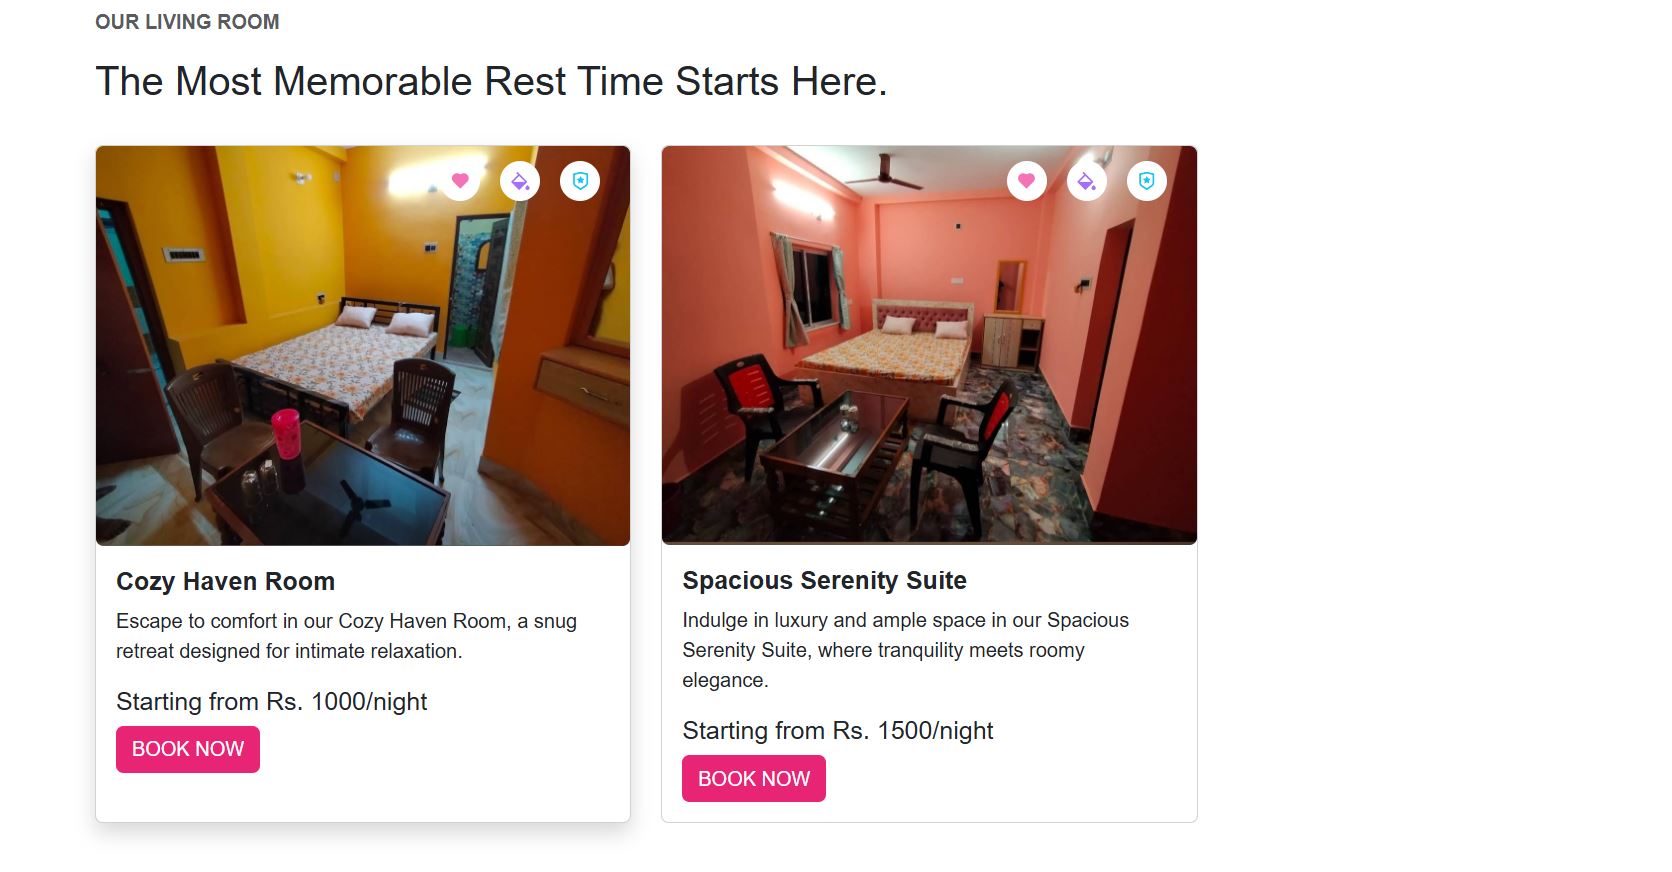 OUR LIVING ROOM
The Most Memorable Rest Time Starts Here.
Cozy Haven Room
Escape to comfort in our Cozy Haven Room, a snug
retreat designed for intimate relaxation.
Starting from Rs. 1000/night
BOOK NOW
Spacious Serenity Suite
Indulge in luxury and ample space in our Spacious
Serenity Suite, where tranquility meets roomy
elegance.
Starting from Rs. 1500/night
BOOK NOW